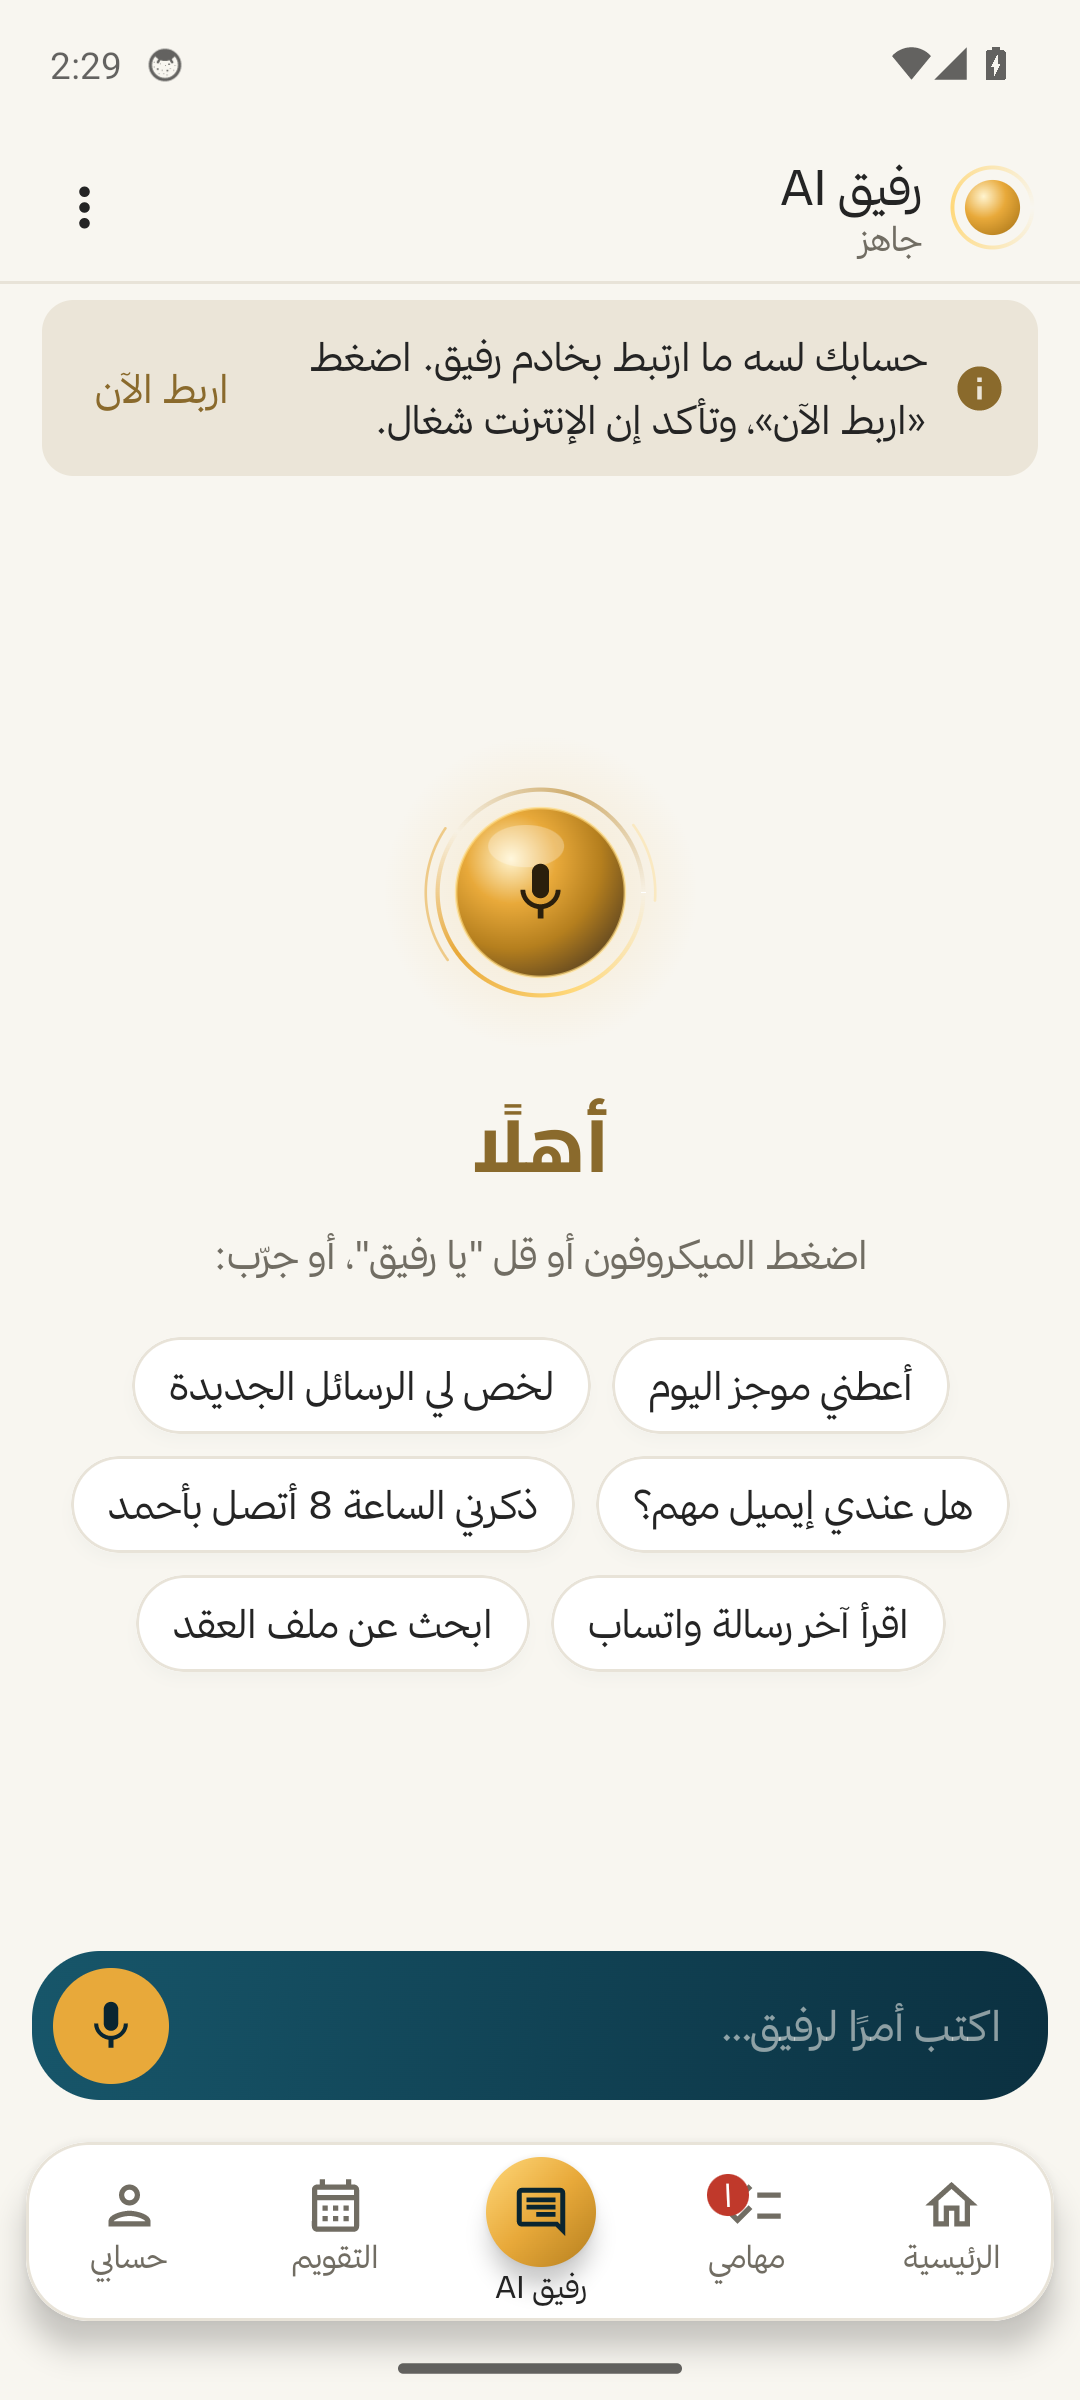 2:29
رفيق AI
جاهز
حسابك لسه ما ارتبط بخادم رفيق. اضغط
«اربط الآن»، وتأكد إن الإنترنت شغال.
اربط الآن
أهلًا
اضغط الميكروفون أو قل "يا رفيق"، أو جرّب:
أعطني موجز اليوم
لخص لي الرسائل الجديدة
هل عندي إيميل مهم؟
ذكرني الساعة 8 أتصل بأحمد
اقرأ آخر رسالة واتساب
ابحث عن ملف العقد
اكتب أمرًا لرفيق...
الرئيسية
١
مهامي
رفيق AI
التقويم
حسابي